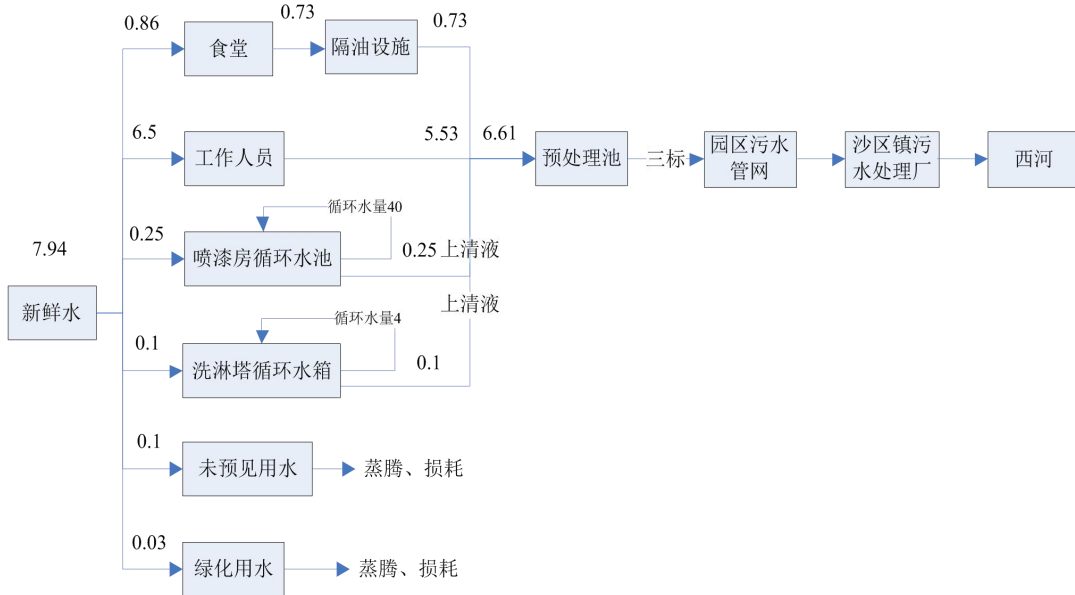 0.86
食堂
0.73
隔油设施
0.73
6.5
工作人员
5.53
6.61
预处理池
三标
园区污水
管网
沙区镇污
水处理厂
西河
循环水量40
0.25
喷漆房循环水池
0.25
上清液
7.94
新鲜水
上清液
循环水量4
0.1
洗淋塔循环水箱
0.1
0.1
未预见用水
蒸腾、损耗
0.03
绿化用水
蒸腾、损耗